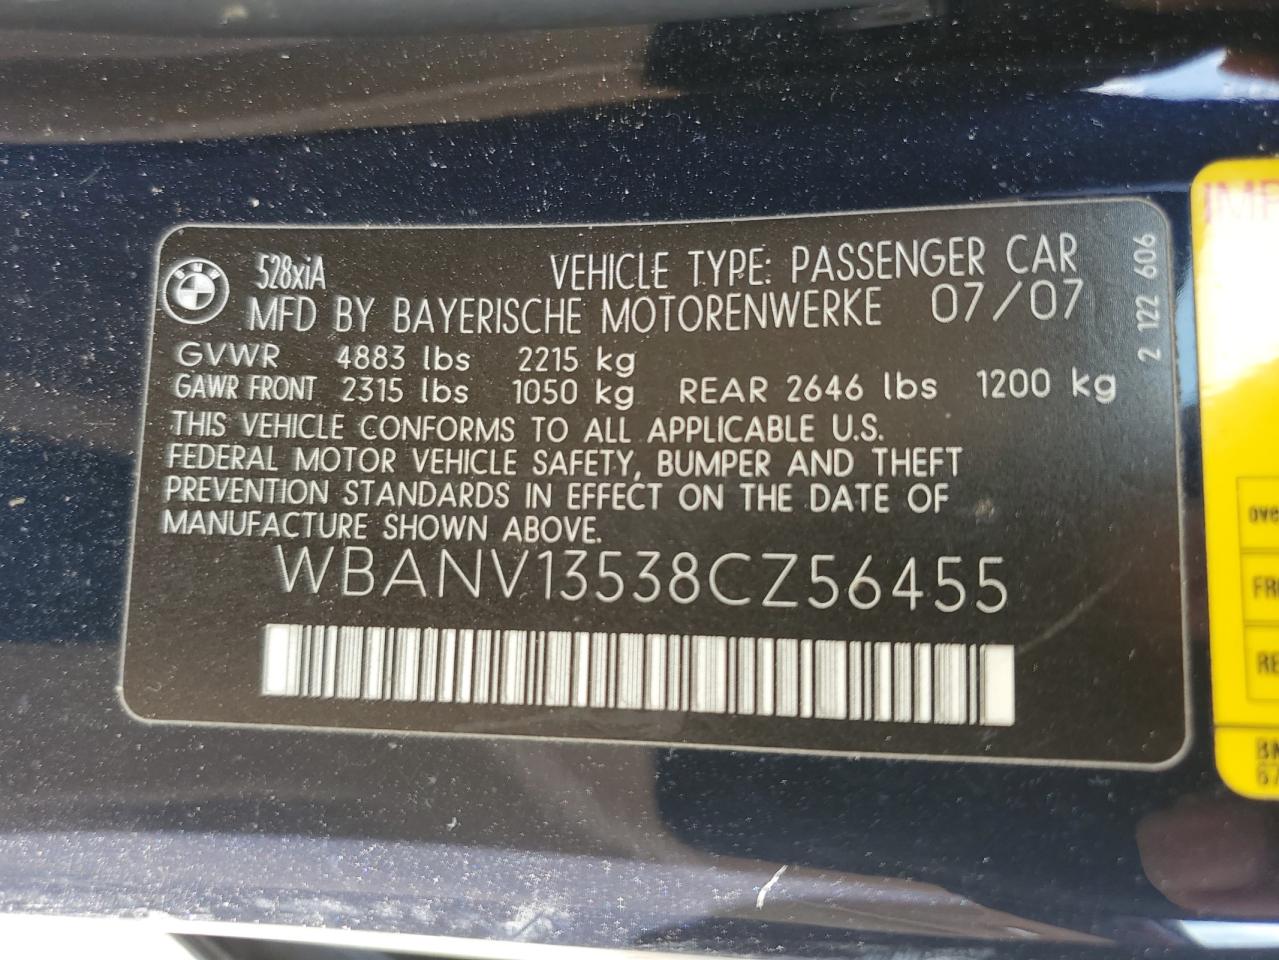 528xiA VEHICLE TYPE: PASSENGER CAR
MFD BY BAYERISCHE MOTORENWERKE 07/07
GVWR 4883 lbs 2215 kg
GAWR FRONT 2315 lbs 1050 kg REAR 2646 lbs 1200 kg
THIS VEHICLE CONFORMS TO ALL APPLICABLE U.S.
FEDERAL MOTOR VEHICLE SAFETY, BUMPER AND THEFT
PREVENTION STANDARDS IN EFFECT ON THE DATE OF
MANUFACTURE SHOWN ABOVE.
WBANV13538CZ56455
2 122 606
BMW